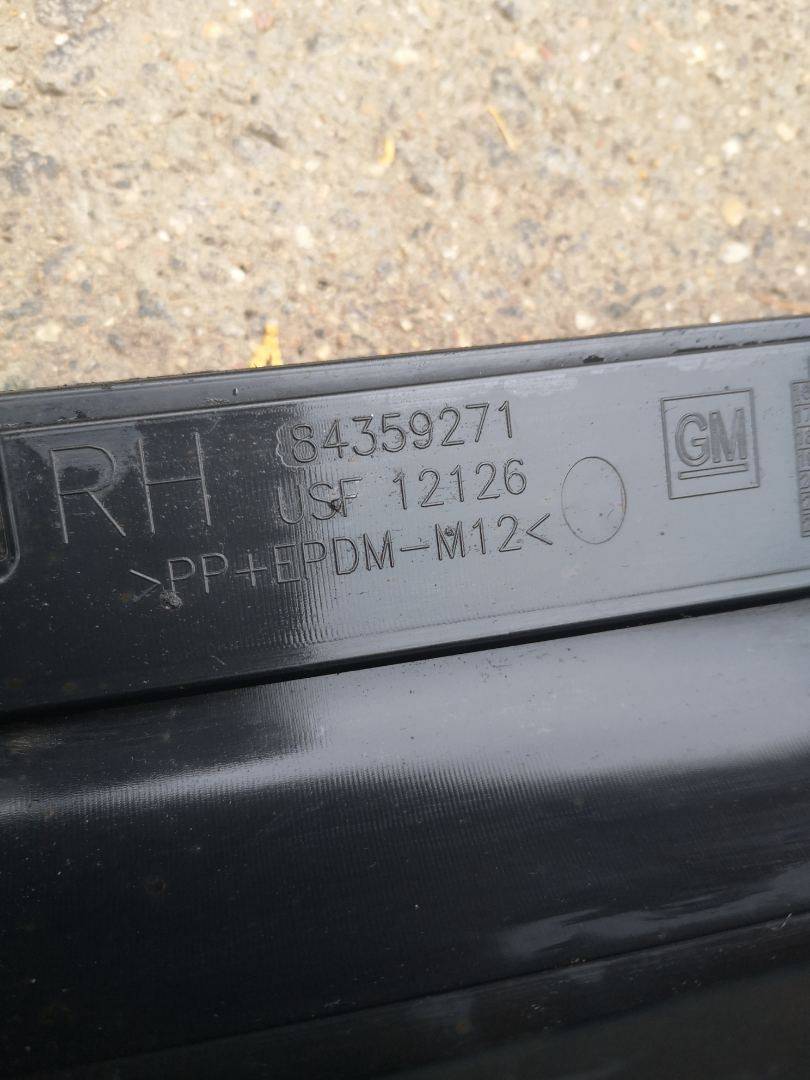 RH
84359271
USF 12126
>PP+EPDM-M12<
GM